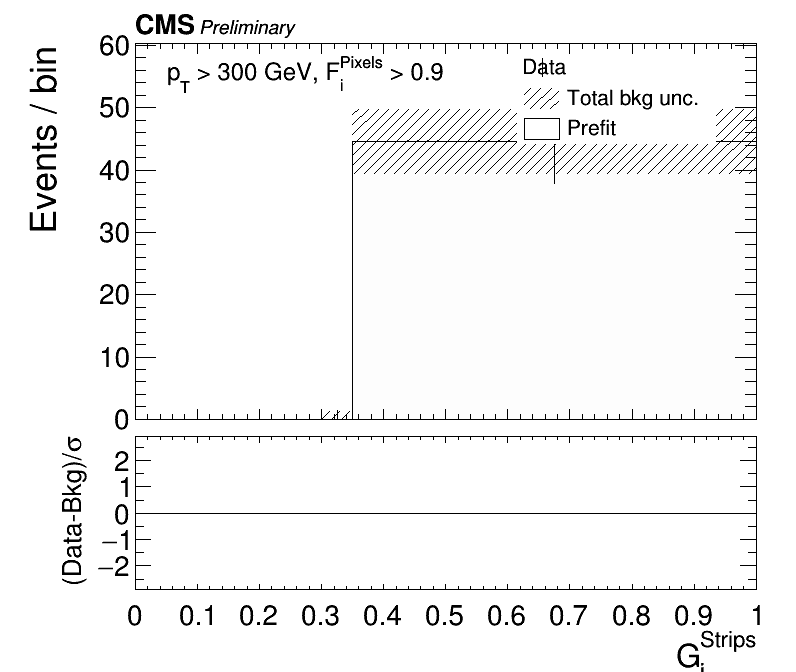 CMS Preliminary
Events / bin
60
50
40
30
20
10
0
p_T > 300 GeV, F_i^Pixels > 0.9
Data
Total bkg unc.
Prefit
(Data-Bkg)/σ
2
1
0
−1
−2
0 0.1 0.2 0.3 0.4 0.5 0.6 0.7 0.8 0.9 1
G_i^Strips